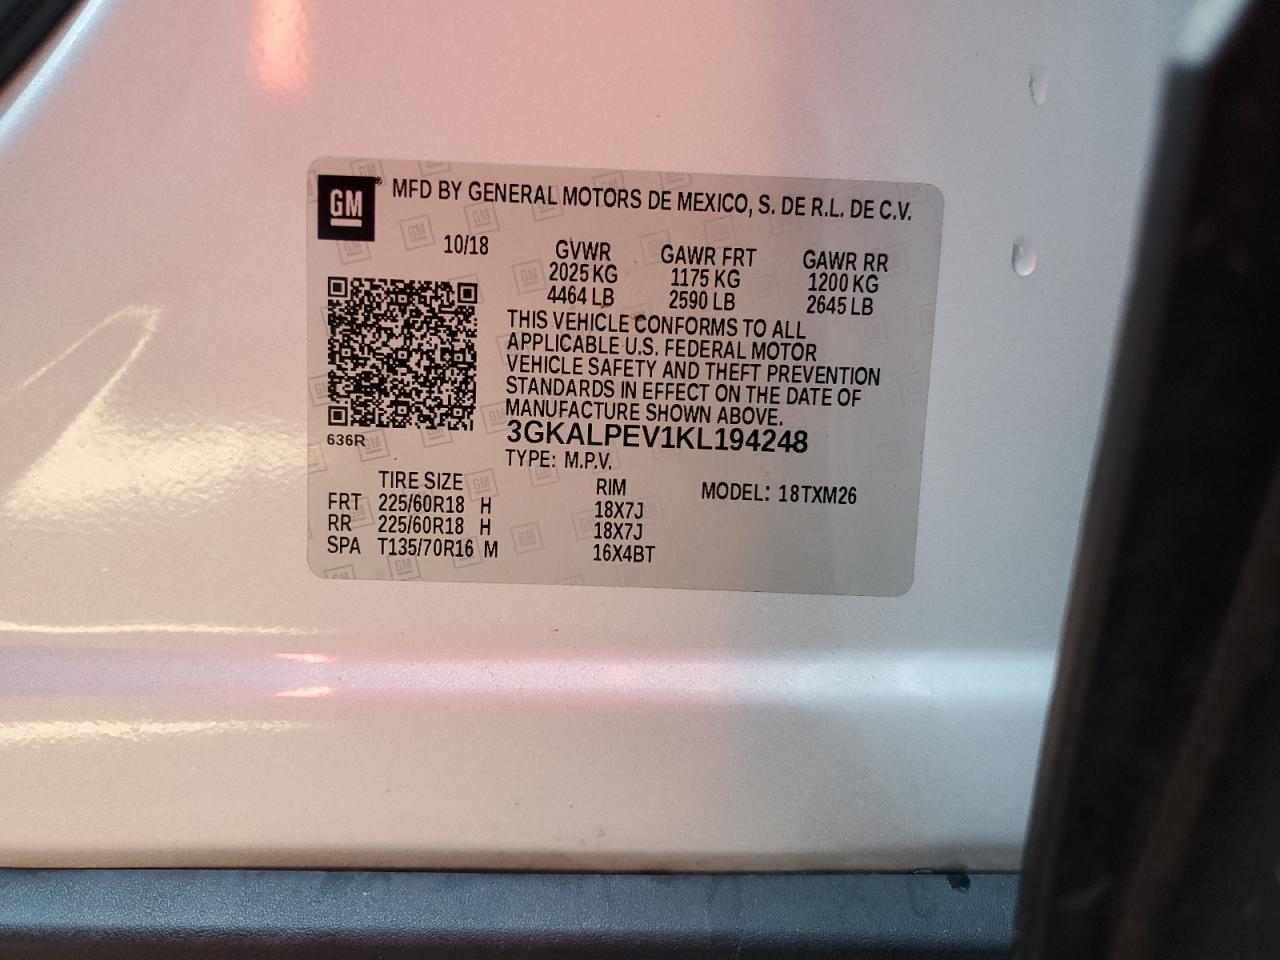 GM® MFD BY GENERAL MOTORS DE MEXICO, S. DE R.L. DE C.V.
10/18 GVWR GAWR FRT GAWR RR
2025 KG 1175 KG 1200 KG
4464 LB 2590 LB 2645 LB
THIS VEHICLE CONFORMS TO ALL
APPLICABLE U.S. FEDERAL MOTOR
VEHICLE SAFETY AND THEFT PREVENTION
STANDARDS IN EFFECT ON THE DATE OF
MANUFACTURE SHOWN ABOVE.
636R 3GKALPEV1KL194248
TYPE: M.P.V.
TIRE SIZE RIM MODEL: 18TXM26
FRT 225/60R18 H 18X7J
RR 225/60R18 H 18X7J
SPA T135/70R16 M 16X4BT